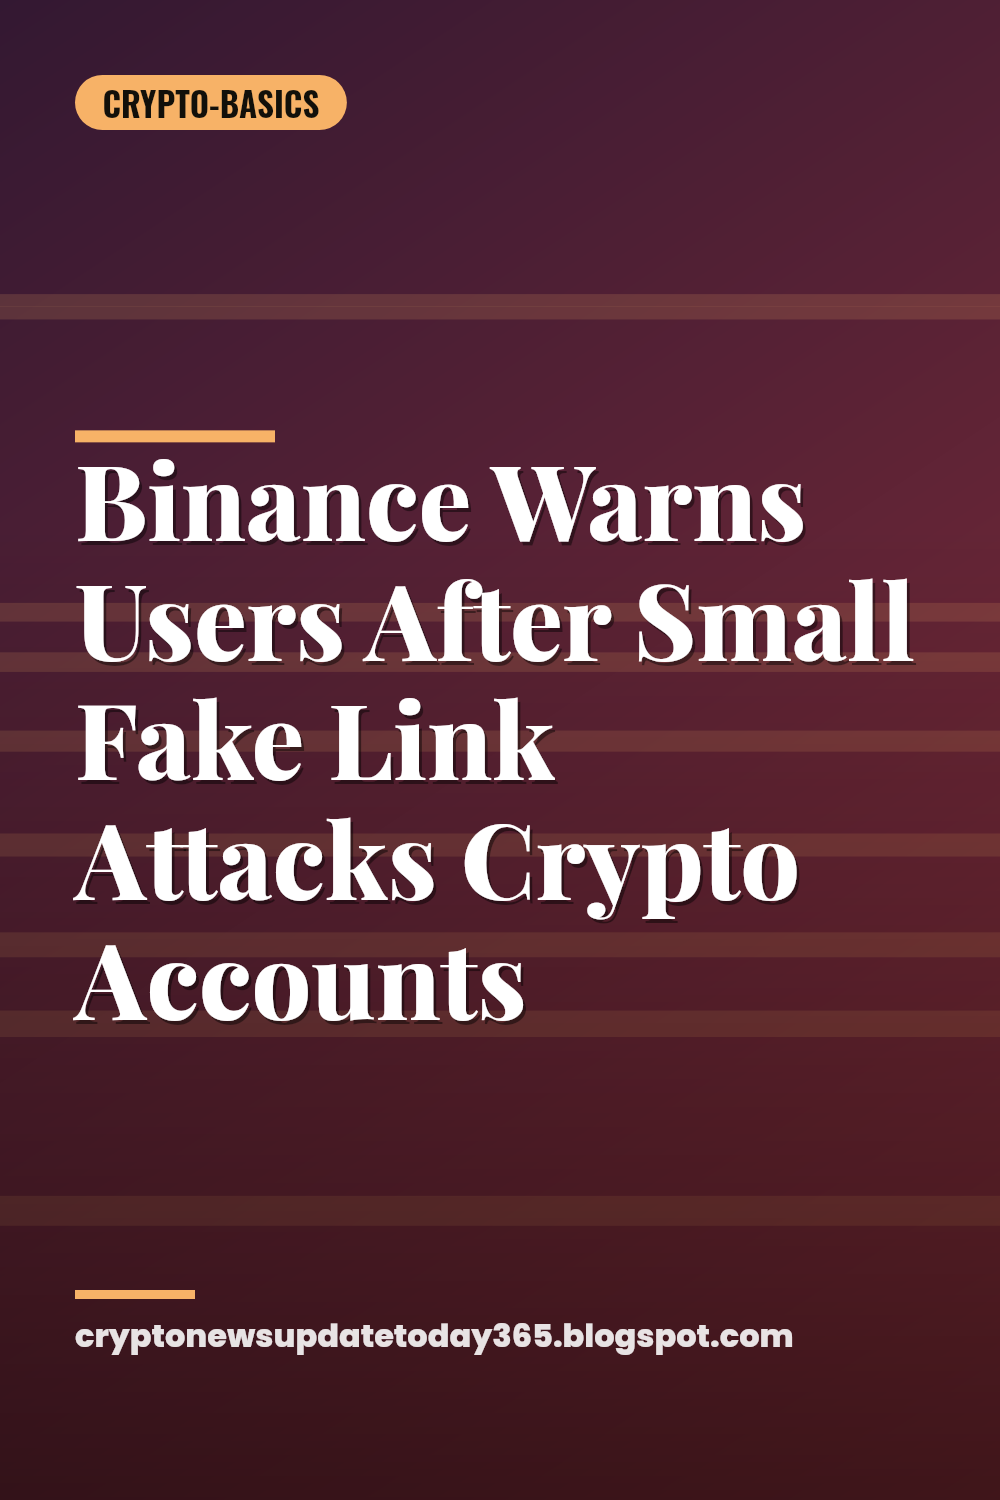 CRYPTO-BASICS
Binance Warns
Users After Small
Fake Link
Attacks Crypto
Accounts
cryptonewsupdatetoday365.blogspot.com